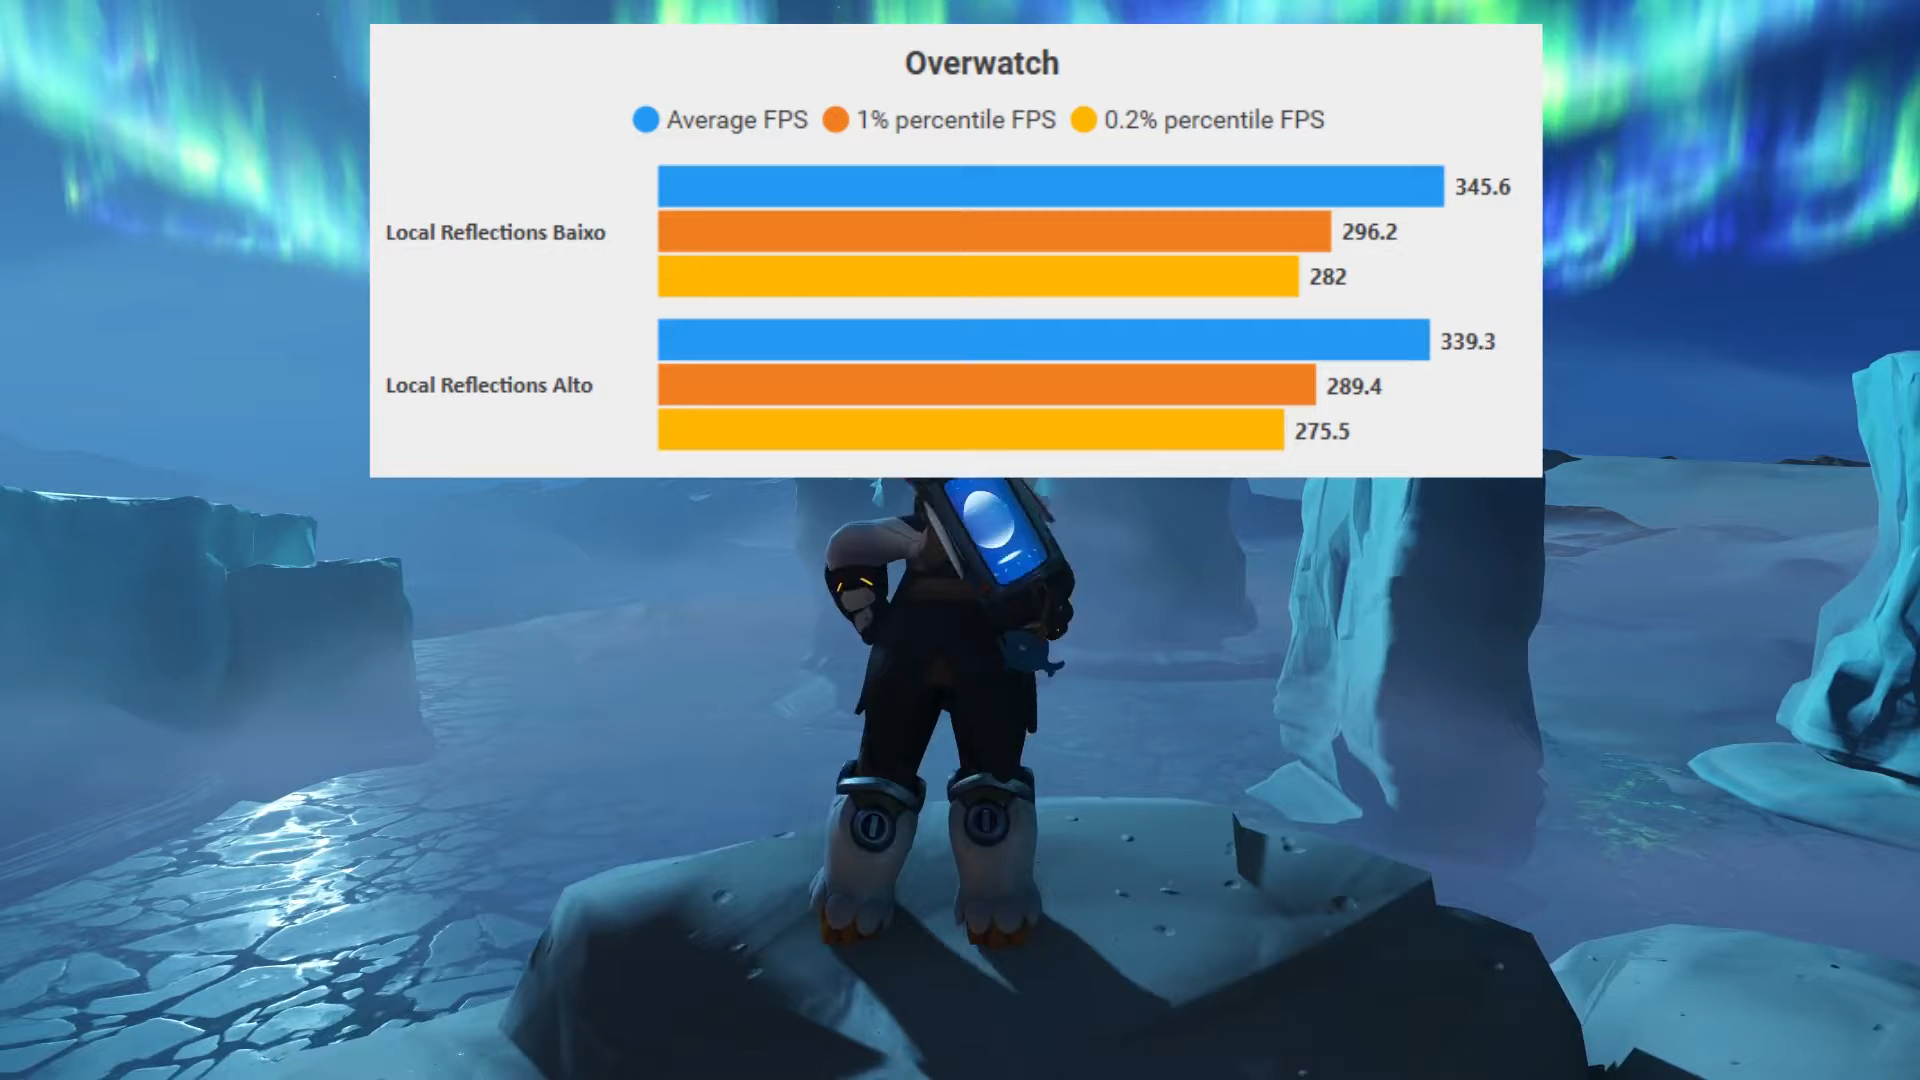 Overwatch
Average FPS 1% percentile FPS 0.2% percentile FPS
345.6
Local Reflections Baixo 296.2
282
339.3
Local Reflections Alto 289.4
275.5